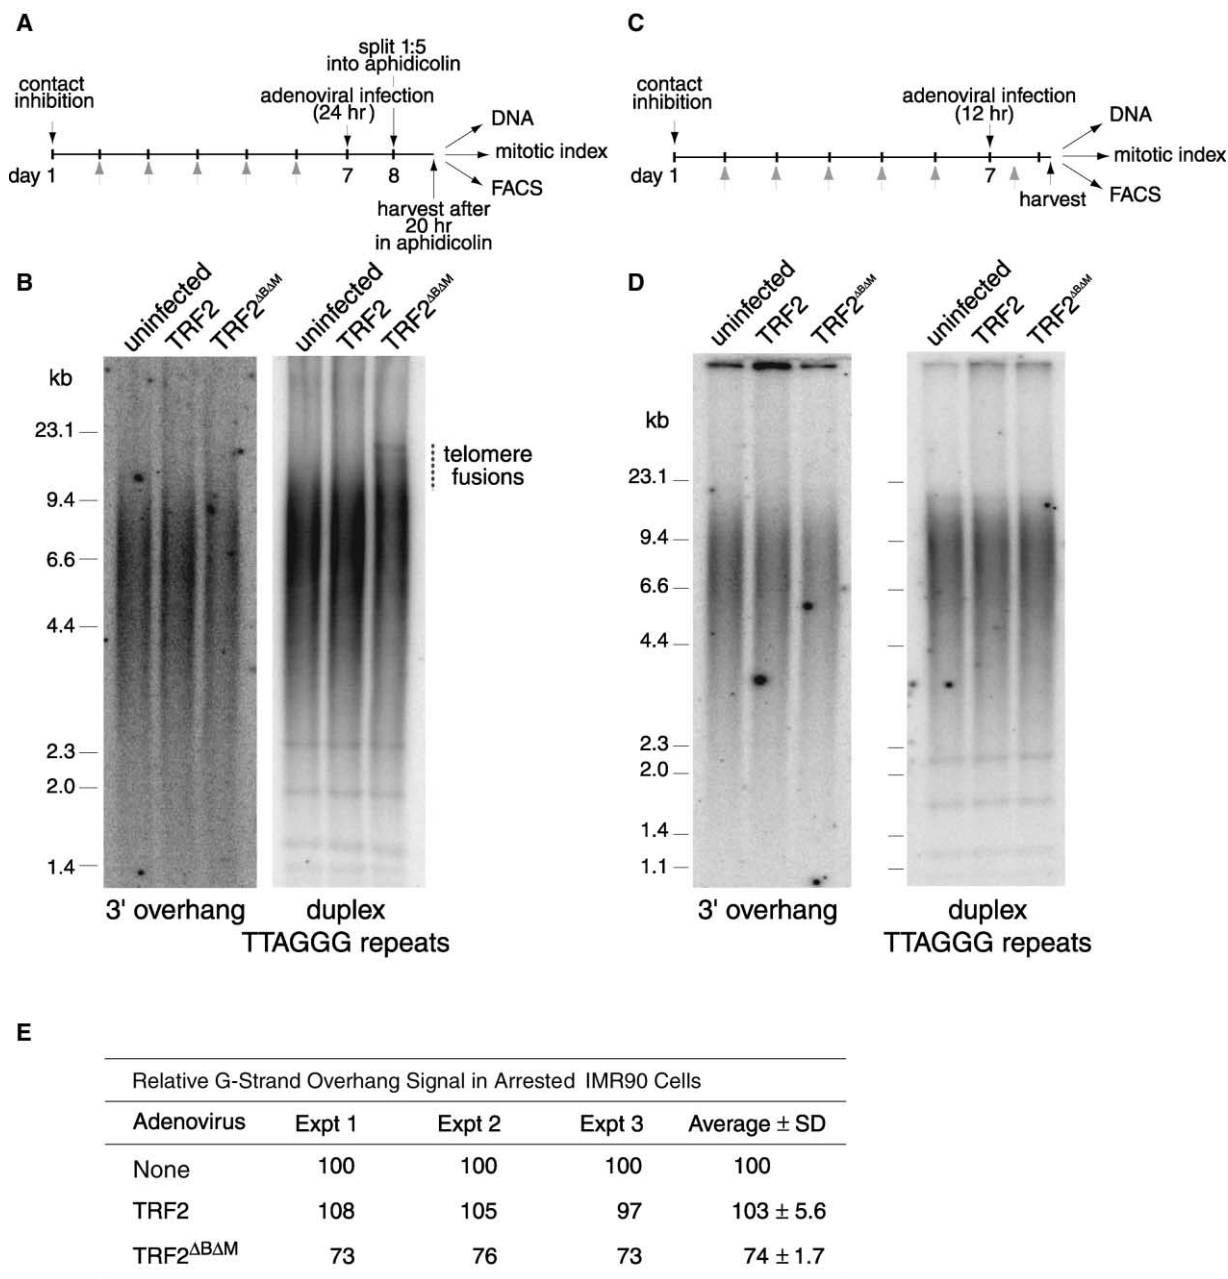 A
split 1:5
into aphidicolin
contact
inhibition
adenoviral infection
(24 hr)
DNA
mitotic index
FACS
day 1
7
8
harvest after
20 hr
in aphidicolin
C
contact
inhibition
adenoviral infection
(12 hr)
DNA
mitotic index
FACS
day 1
7
harvest
B
uninfected
TRF2
TRF2ΔBΔM
uninfected
TRF2
TRF2ΔBΔM
kb
23.1
9.4
6.6
4.4
2.3
2.0
1.4
telomere
fusions
3' overhang
duplex
TTAGGG repeats
D
uninfected
TRF2
TRF2ΔBΔM
uninfected
TRF2
TRF2ΔBΔM
kb
23.1
9.4
6.6
4.4
2.3
2.0
1.4
1.1
3' overhang
duplex
TTAGGG repeats
E
Relative G-Strand Overhang Signal in Arrested IMR90 Cells
Adenovirus Expt 1 Expt 2 Expt 3 Average ± SD
None 100 100 100 100
TRF2 108 105 97 103 ± 5.6
TRF2ΔBΔM 73 76 73 74 ± 1.7